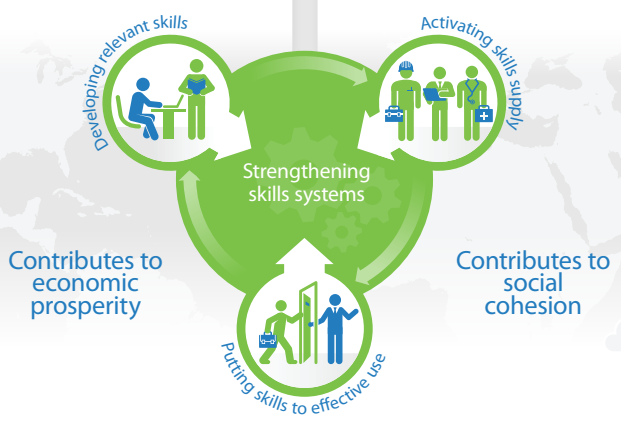 Developing relevant skills
Activating skills supply
Strengthening
skills systems
Contributes to
economic
prosperity
Contributes to
social
cohesion
Putting skills to effective use